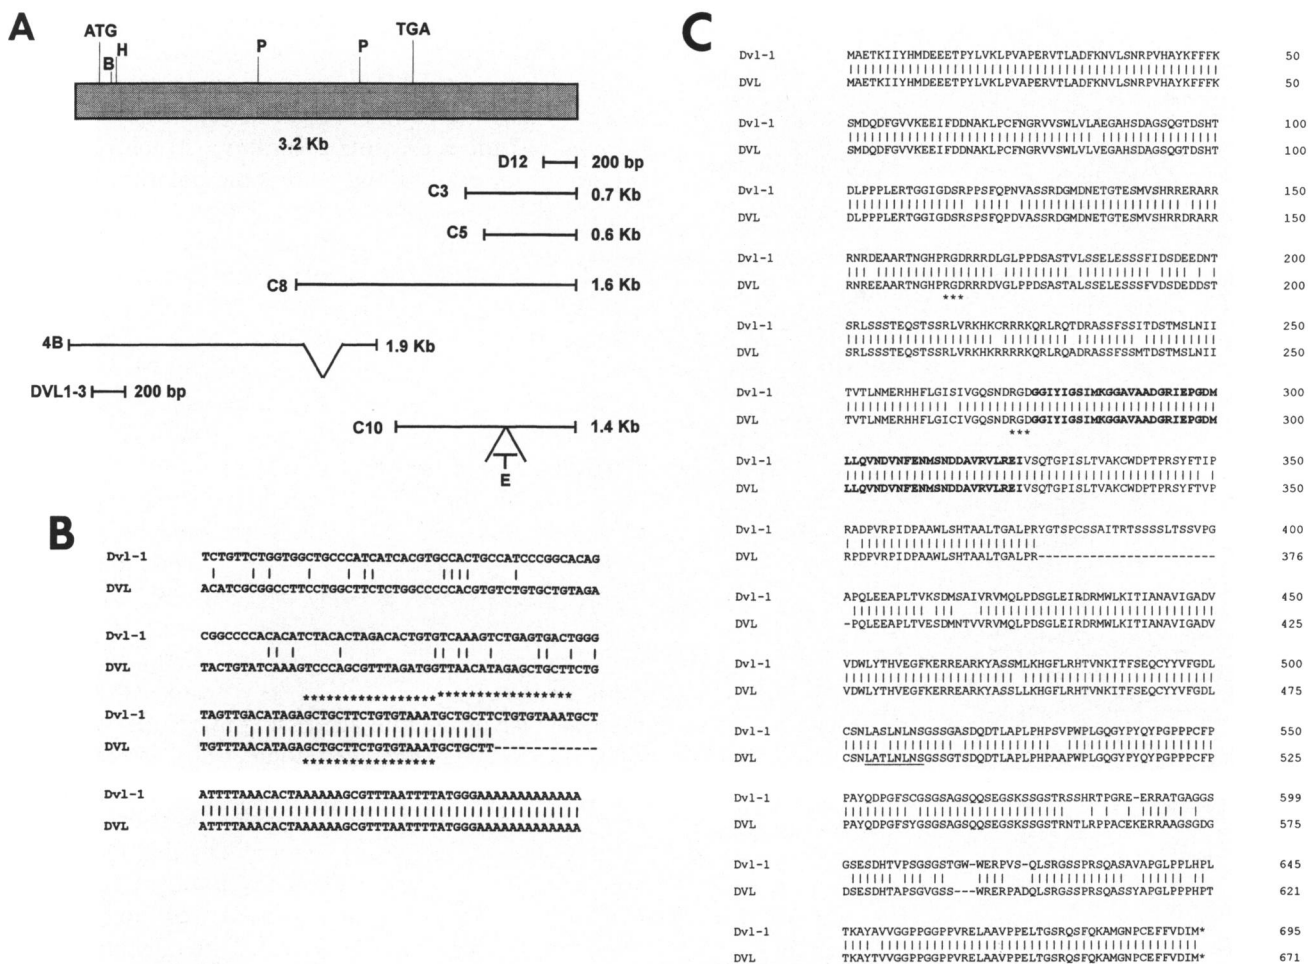 A
ATG
TGA
H
B
P
P
3.2 Kb
D12
200 bp
C3
0.7 Kb
C5
0.6 Kb
C8
1.6 Kb
4B
1.9 Kb
DVL1-3
200 bp
C10
1.4 Kb
E
B
Dvl-1 TCTGTTCTGGTGGCTGCCCATCATCACGTGCCACTGCCATCCCGGCACAG
DVL ACATCGCGGCCTTCCTGGCTTCTCTGGCCCCCACGTGTCTGTGCTGTAGA
Dvl-1 CGGCCCCACACATCTACACTAGACACTGTGTCAAAGTCTGAGTGACTGGG
DVL TACTGTATCAAAGTCCCAGCGTTTAGATGGTTAACATAGAGCTGCTTCTG
**********************************
Dvl-1 TAGTTGACATAGAGCTGCTTCTGTGTAAATGCTGCTTCTGTGTAAATGCT
DVL TGTTTAACATAGAGCTGCTTCTGTGTAAATGCTGCTT-------------
*****************
Dvl-1 ATTTTAAACACTAAAAAAGCGTTTAATTTTATGGGAAAAAAAAAAAAA
DVL ATTTTAAACACTAAAAAAGCGTTTAATTTTATGGGAAAAAAAAAAAAA
C
Dvl-1 MAETKIIYHMDEEETPYLVKLPVAPERVTLADFKNVLSNRPVHAYKFFFK 50
DVL MAETKIIYHMDEEETPYLVKLPVAPERVTLADFKNVLSNRPVHAYKFFFK 50
Dvl-1 SMDQDFGVVKEEIFDDNAKLPCFNGRVVSWLVLAEGAHSDAGSQGTDSHT 100
DVL SMDQDFGVVKEEIFDDNAKLPCFNGRVVSWLVLVEGAHSDAGSQGTDSHT 100
Dvl-1 DLPPPLERTGGIGDSRPPSFQPNVASSRDGMDNETGTESMVSHRRERARR 150
DVL DLPPPLERTGGIGDSRSPSFQPDVASSRDGMDNETGTESMVSHRRDRARR 150
Dvl-1 RNRDEAARTNGHPRGDRRRDLGLPPDSASTVLSSELESSSFIDSDEEDNT 200
DVL RNREEAARTNGHPRGDRRRDVGLPPDSASTALSSELESSSFVDSDEDDST 200
***
Dvl-1 SRLSSSTEQSTSSRLVRKHKCRRRKQRLRQTDRASSFSSITDSTMSLNII 250
DVL SRLSSSTEQSTSSRLVRKHKRRRRKQRLRQADRASSFSSMTDSTMSLNII 250
Dvl-1 TVTLNMERHHFLGISIVGQSNDRGDGGIYIGSIMKGGAVAADGRIEPGDM 300
DVL TVTLNMERHHFLGICIVGQSNDRGDGGIYIGSIMKGGAVAADGRIEPGDM 300
***
Dvl-1 LLQVNDVNFENMSNDDAVRVLREIVSQTGPISLTVAKCWDPTPRSYFTIP 350
DVL LLQVNDVNFENMSNDDAVRVLREIVSQTGPISLTVAKCWDPTPRSYFTVP 350
Dvl-1 RADPVRPIDPAAWLSHTAALTGALPRYGTSPCSSAITRTSSSSLTSSVPG 400
DVL RPDPVRPIDPAAWLSHTAALTGALPR------------------------ 376
Dvl-1 APQLEEAPLTVKSDMSAIVRVMQLPDSGLEIRDRMWLKITIANAVIGADV 450
DVL -PQLEEAPLTVESDMNTVVRVMQLPDSGLEIRDRMWLKITIANAVIGADV 425
Dvl-1 VDWLYTHVEGFKERREARKYASSMLKHGFLRHTVNKITFSEQCYYVFGDL 500
DVL VDWLYTHVEGFKERREARKYASSLLKHGFLRHTVNKITFSEQCYYVFGDL 475
Dvl-1 CSNLASLNLNSGSSGASDQDTLAPLPHPSVPWPLGQGYPYQYPGPPPCFP 550
DVL CSNLATLNLNSGSSGTSDQDTLAPLPHPAAPWPLGQGYPYQYPGPPPCFP 525
Dvl-1 PAYQDPGFSCGSGSAGSQQSEGSKSSGSTRSSHRTPGRE-ERRATGAGGS 599
DVL PAYQDPGFSYGSGSAGSQQSEGSKSSGSTRNTLRPPACEKERRAAGSGDG 575
Dvl-1 GSESDHTVPSGSGSTGW-WERPVS-QLSRGSSPRSQASAVAPGLPPLHPL 645
DVL DSESDHTAPSGVGSS---WRERPADQLSRGSSPRSQASSYAPGLPPPHPT 621
Dvl-1 TKAYAVVGGPPGGPPVRELAAVPPELTGSRQSFQKAMGNPCEFFVDIM* 695
DVL TKAYTVVGGPPGGPPVRELAAVPPELTGSRQSFQKAMGNPCEFFVDIM* 671